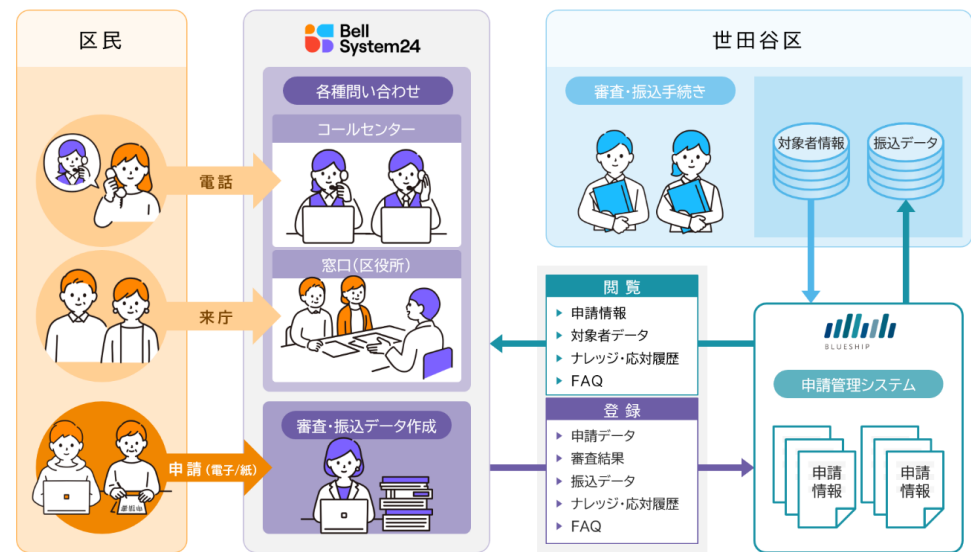 区民
Bell
System24
世田谷区
各種問い合わせ
審査・振込手続き
コールセンター
対象者情報
振込データ
電話
窓口(区役所)
来庁
閲覧
申請情報
対象者データ
ナレッジ・応対履歴
FAQ
BLUESHIP
申請管理システム
登録
申請データ
審査結果
振込データ
ナレッジ・応対履歴
FAQ
審査・振込データ作成
申請(電子/紙)
申請
情報
申請
情報